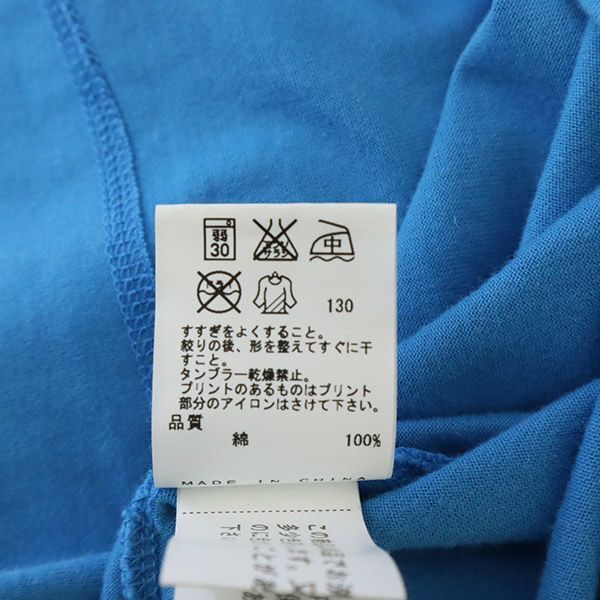 弱
30
サラシ
中
130
すすぎをよくすること。
絞りの後、形を整えてすぐに干
すこと。
タンブラー乾燥禁止。
プリントのあるものはプリント
部分のアイロンはさけて下さい。
品質
綿 100%
MADE IN CHINA